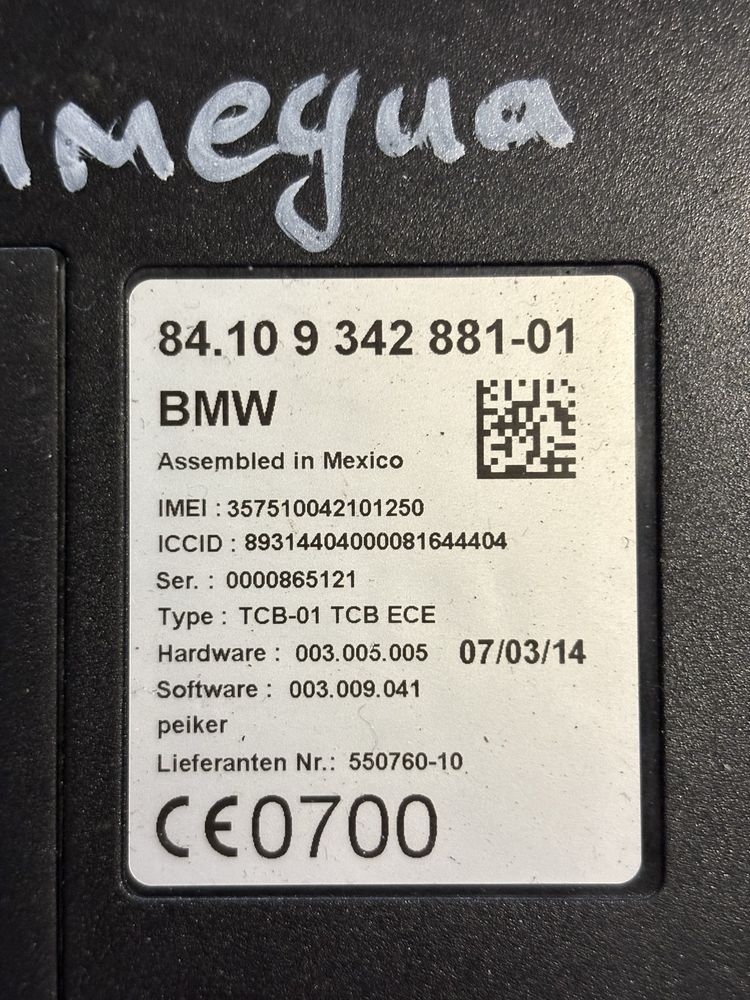 имедиа
84.10 9 342 881-01
BMW
Assembled in Mexico
IMEI : 357510042101250
ICCID : 89314404000081644404
Ser. : 0000865121
Type : TCB-01 TCB ECE
Hardware : 003.005.005 07/03/14
Software : 003.009.041
peiker
Lieferanten Nr.: 550760-10
CE0700